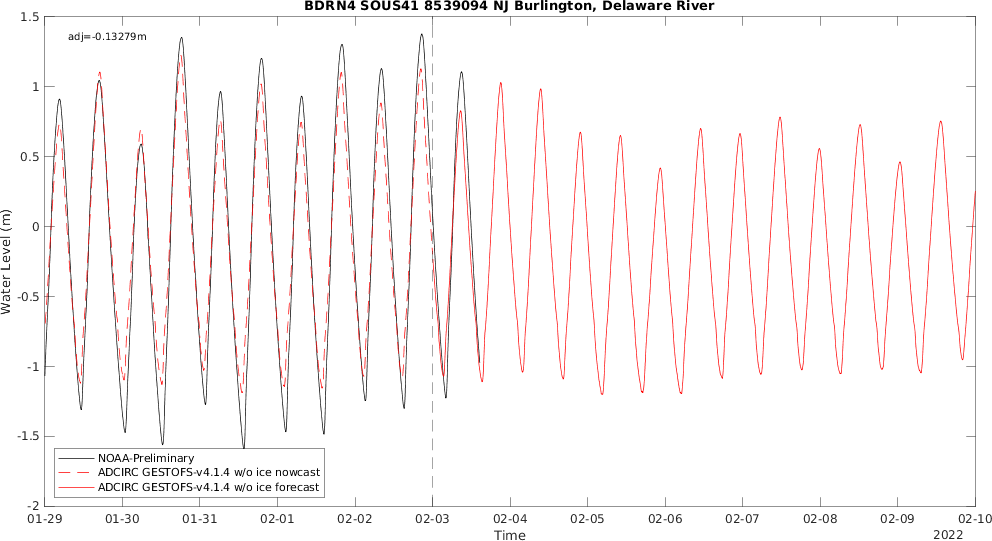 BDRN4 SOUS41 8539094 NJ Burlington, Delaware River
adj=-0.13279m
1.5
1
0.5
0
-0.5
-1
-1.5
-2
Water Level (m)
NOAA-Preliminary
ADCIRC GESTOFS-v4.1.4 w/o ice nowcast
ADCIRC GESTOFS-v4.1.4 w/o ice forecast
01-29 01-30 01-31 02-01 02-02 02-03 02-04 02-05 02-06 02-07 02-08 02-09 02-10
Time
2022